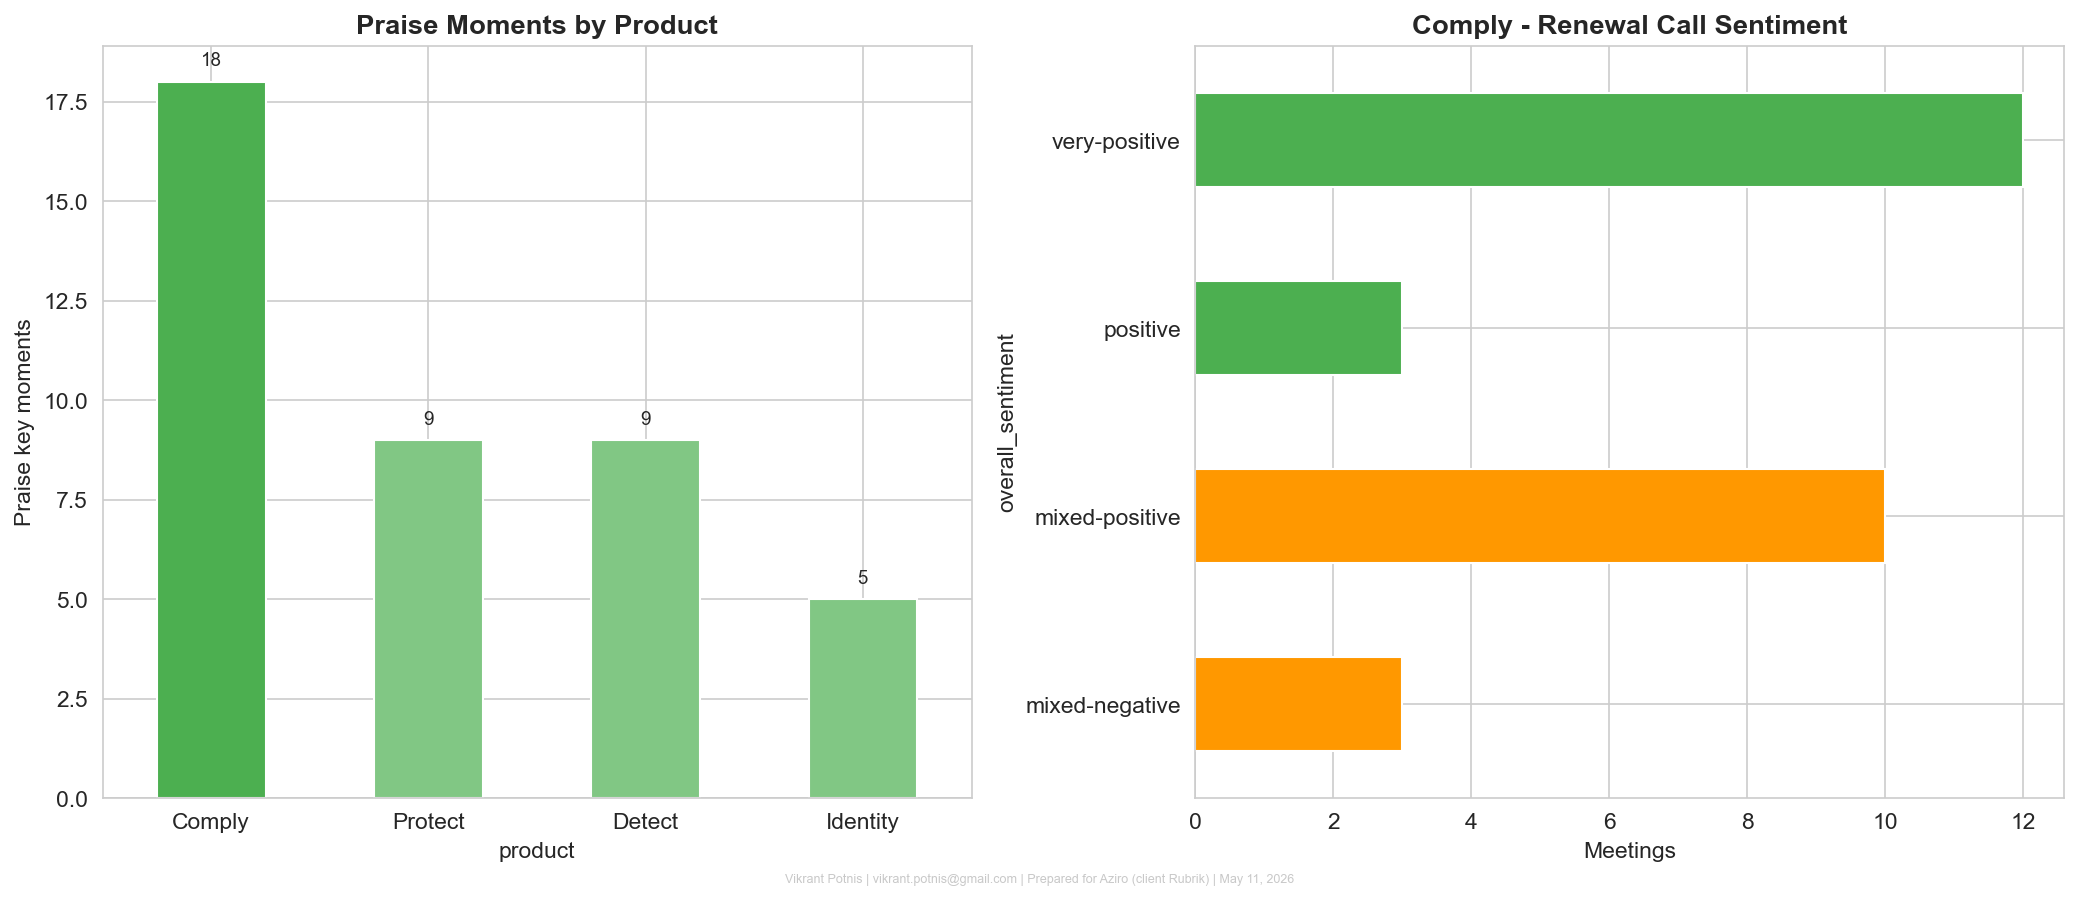 Praise Moments by Product
18
17.5
15.0
12.5
10.0
7.5
5.0
2.5
0.0
9
9
5
Praise key moments
Comply
Protect
Detect
Identity
product
Comply - Renewal Call Sentiment
very-positive
positive
mixed-positive
mixed-negative
overall_sentiment
0
2
4
6
8
10
12
Meetings
Vikrant Potnis | vikrant.potnis@gmail.com | Prepared for Aziro (client Rubrik) | May 11, 2026